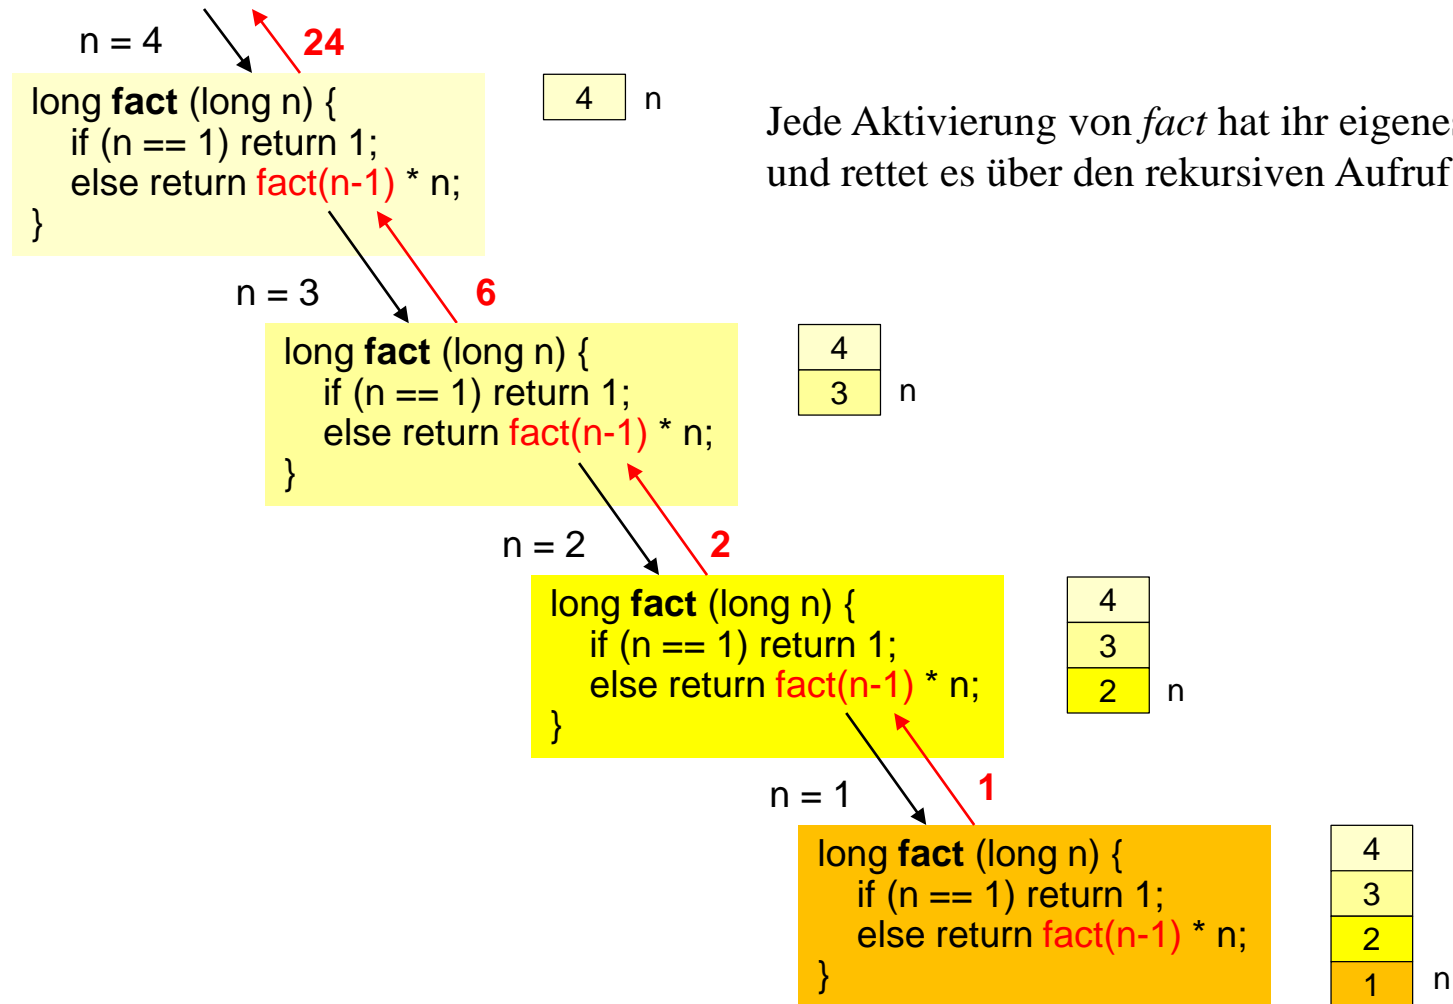 n = 4
24
long fact (long n) {
if (n == 1) return 1;
else return fact(n-1) * n;
}
4 n
Jede Aktivierung von fact hat ihr
und rettet es über den rekursiven Aufruf
n = 3
6
long fact (long n) {
if (n == 1) return 1;
else return fact(n-1) * n;
}
4
3 n
n = 2
2
long fact (long n) {
if (n == 1) return 1;
else return fact(n-1) * n;
}
4
3
2 n
n = 1
1
long fact (long n) {
if (n == 1) return 1;
else return fact(n-1) * n;
}
4
3
2
1 n